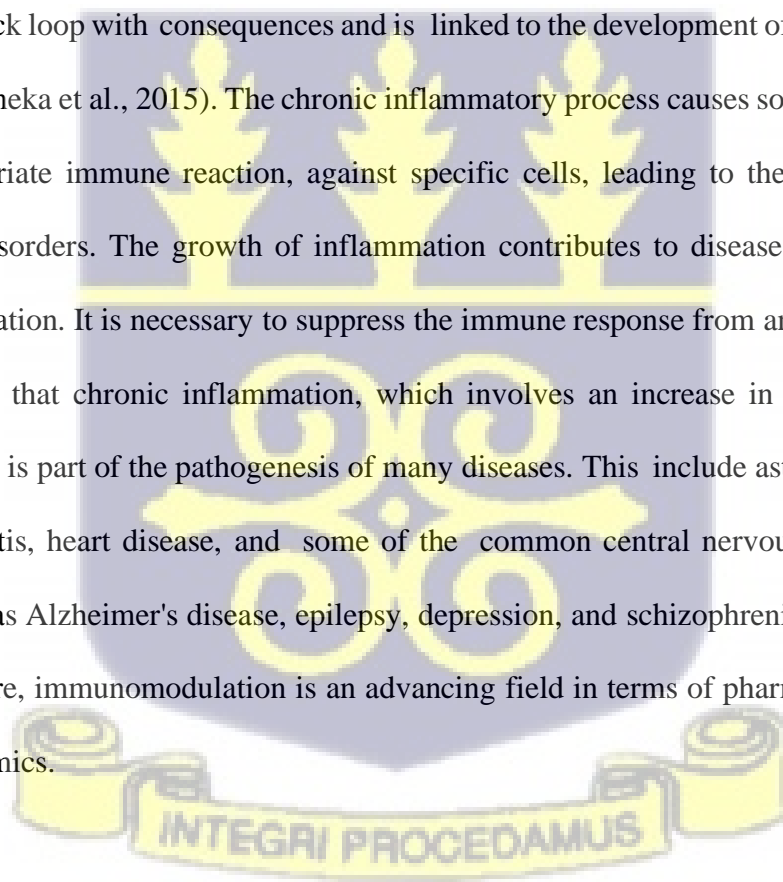 ck loop with consequences and is linked to the development of
neka et al., 2015). The chronic inflammatory process causes so
riate immune reaction, against specific cells, leading to the
sorders. The growth of inflammation contributes to disease
ation. It is necessary to suppress the immune response from ar
that chronic inflammation, which involves an increase in
is part of the pathogenesis of many diseases. This include as
tis, heart disease, and some of the common central nervou
as Alzheimer's disease, epilepsy, depression, and schizophreni
re, immunomodulation is an advancing field in terms of phar
mics.
INTEGRI PROCEDAMUS